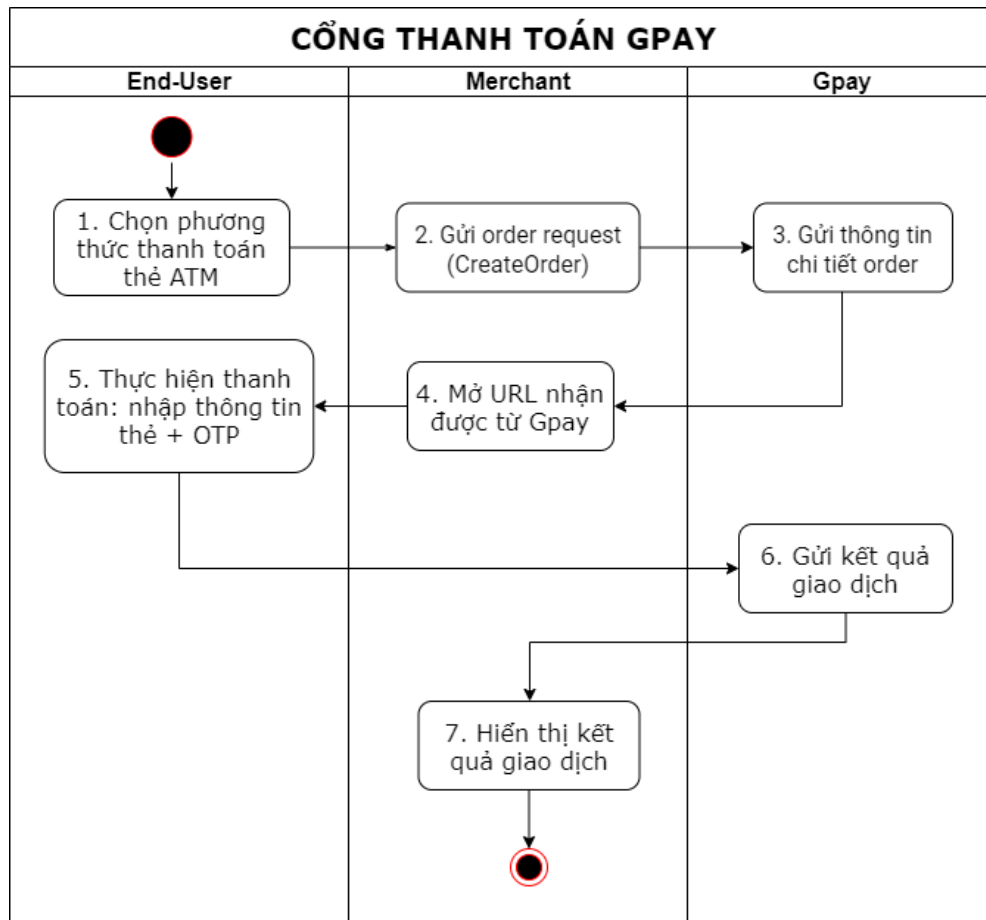 CỔNG THANH TOÁN GPAY
End-User
Merchant
Gpay
1. Chọn phương
thức thanh toán
thẻ ATM
2. Gửi order request
(CreateOrder)
3. Gửi thông tin
chi tiết order
4. Mở URL nhận
được từ Gpay
5. Thực hiện thanh
toán: nhập thông tin
thẻ + OTP
6. Gửi kết quả
giao dịch
7. Hiển thị kết
quả giao dịch